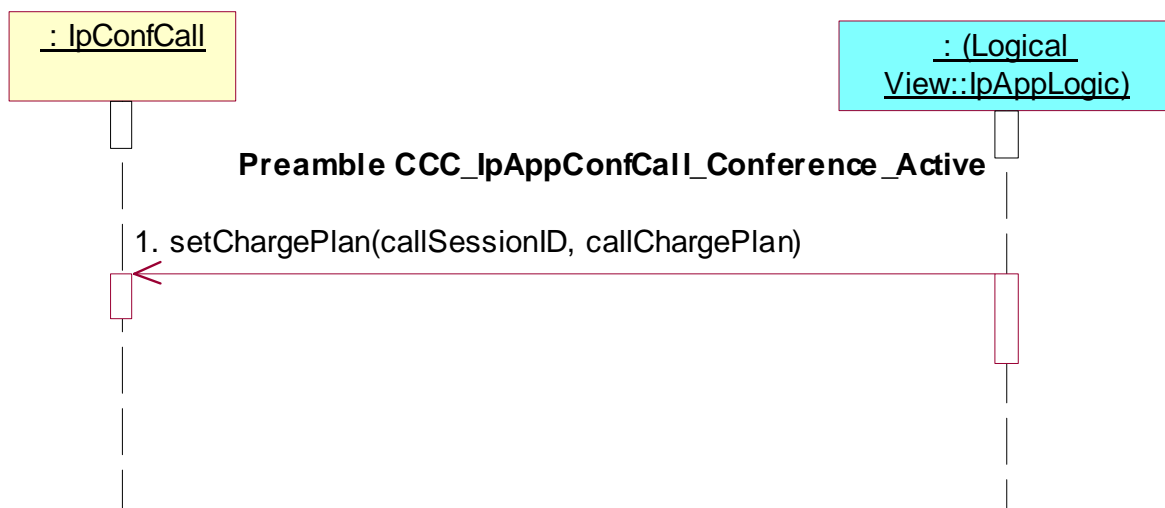 : IpConfCall
: (Logical
View::IpAppLogic)
Preamble CCC_IpAppConfCall_Conference_Active
1. setChargePlan(callSessionID, callChargePlan)